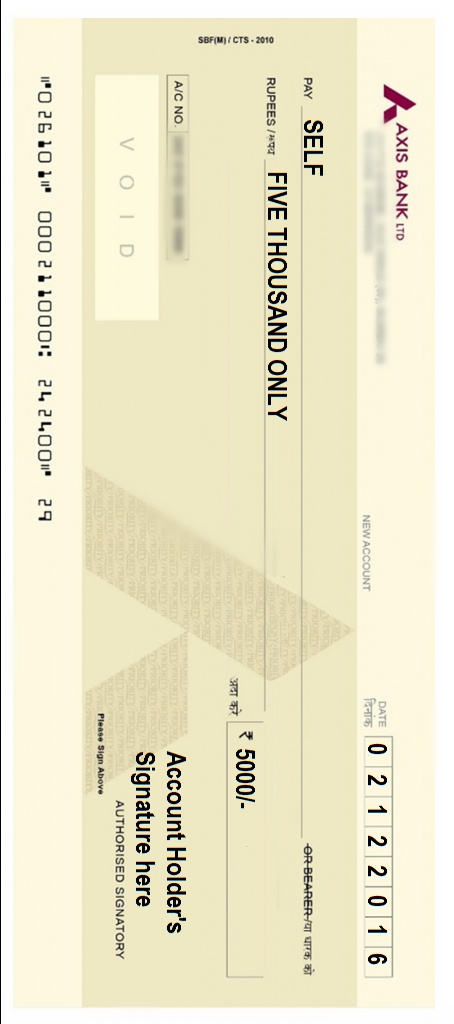 SBF(M) / CTS - 2010
AXIS BANK LTD
NEW ACCOUNT
DATE
दिनांक
0 2 1 2 2 0 1 6
PAY SELF
OR BEARER /या धारक को
RUPEES / रुपये FIVE THOUSAND ONLY
अदा करे
₹ 5000/-
A/C NO.
VOID
Account Holder's
Signature here
AUTHORISED SIGNATORY
Please Sign Above
⑈026101⑈ 000211000⑆ 242400⑈ 29